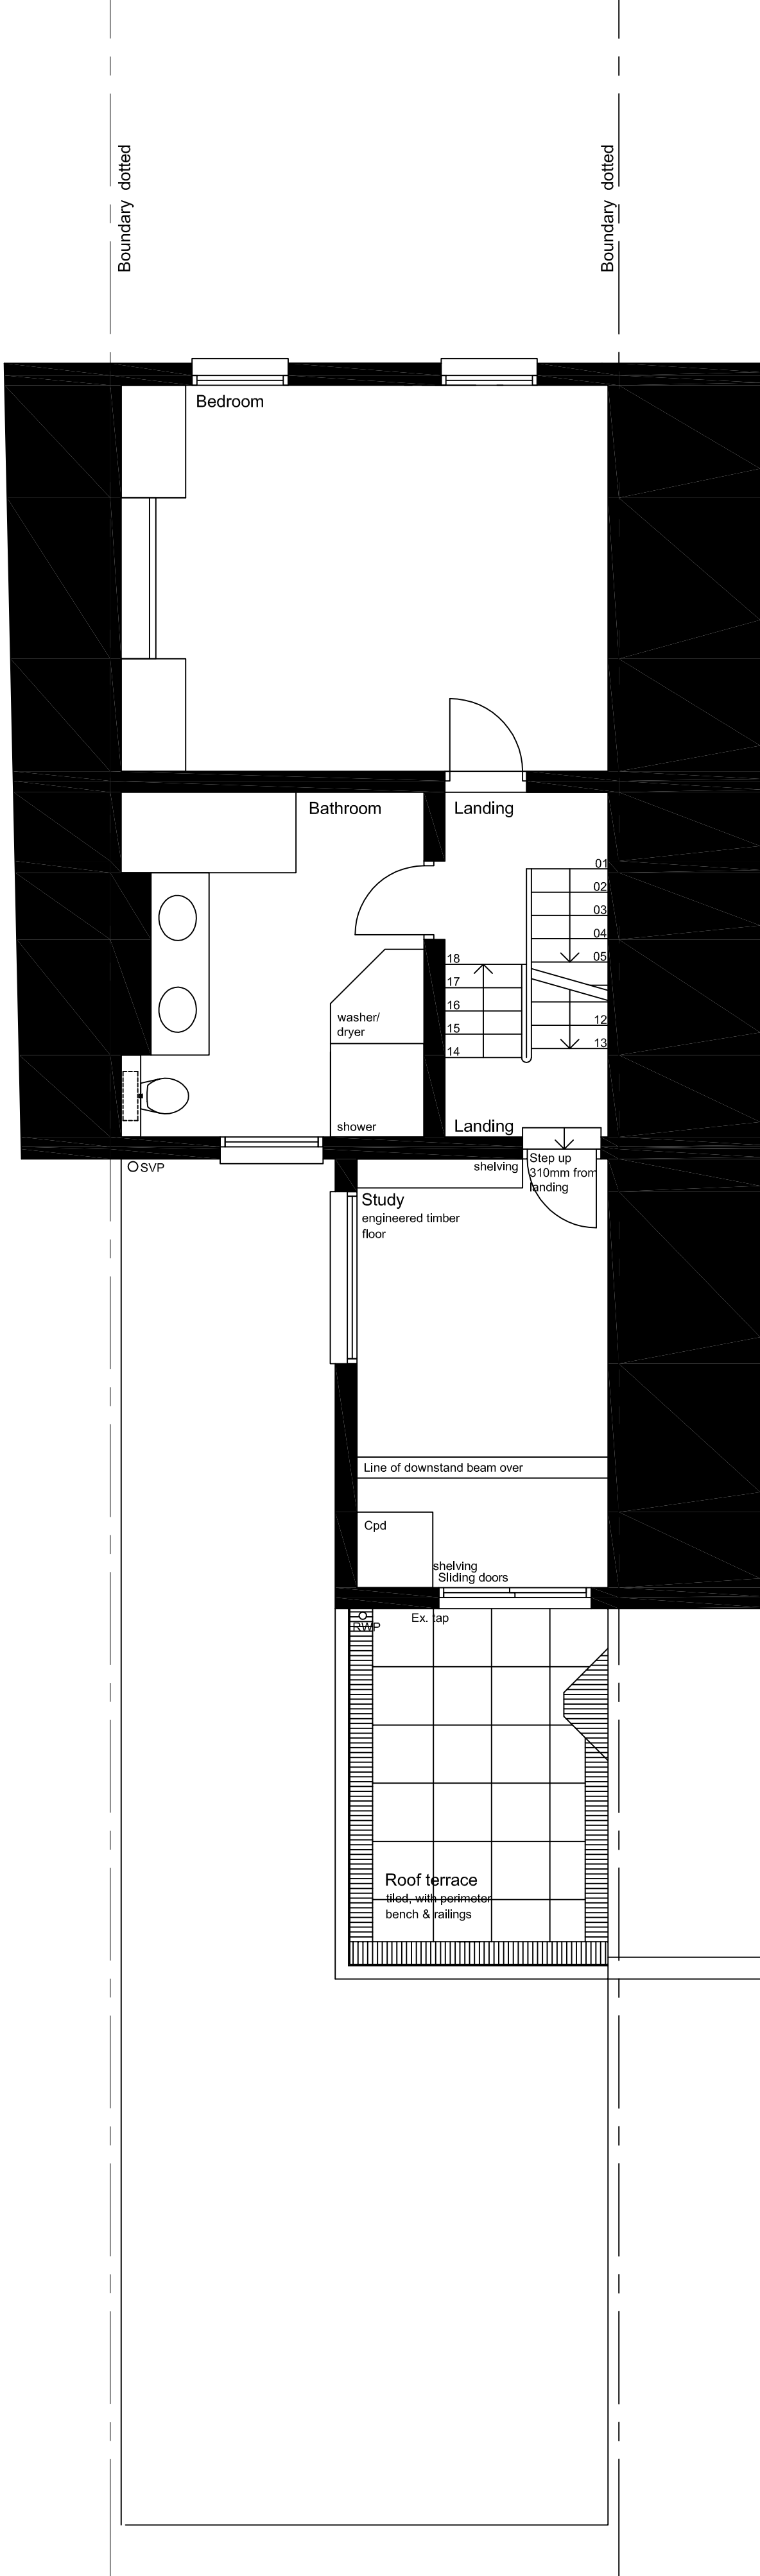 Boundary dotted
Boundary dotted
Bedroom
Bathroom
Landing
01
02
03
04
05
18
17
16
15
14
12
13
washer/
dryer
shower
Landing
SVP
shelving
Step up
310mm from
landing
Study
engineered timber
floor
Line of downstand beam over
Cpd
shelving
Sliding doors
Ex. tap
RWP
Roof terrace
tiled, with perimeter
bench & railings